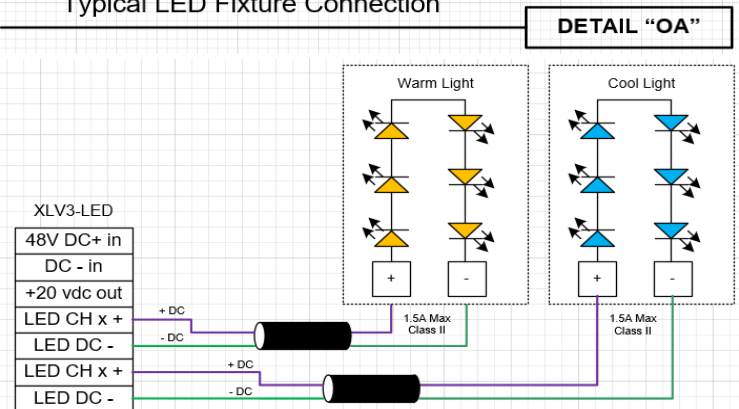 Typical LED Fixture Connection
DETAIL “OA”
Warm Light
Cool Light
+
-
+
-
XLV3-LED
48V DC+ in
DC - in
+20 vdc out
LED CH x +
LED DC -
LED CH x +
LED DC -
+ DC
- DC
+ DC
- DC
1.5A Max
Class II
1.5A Max
Class II